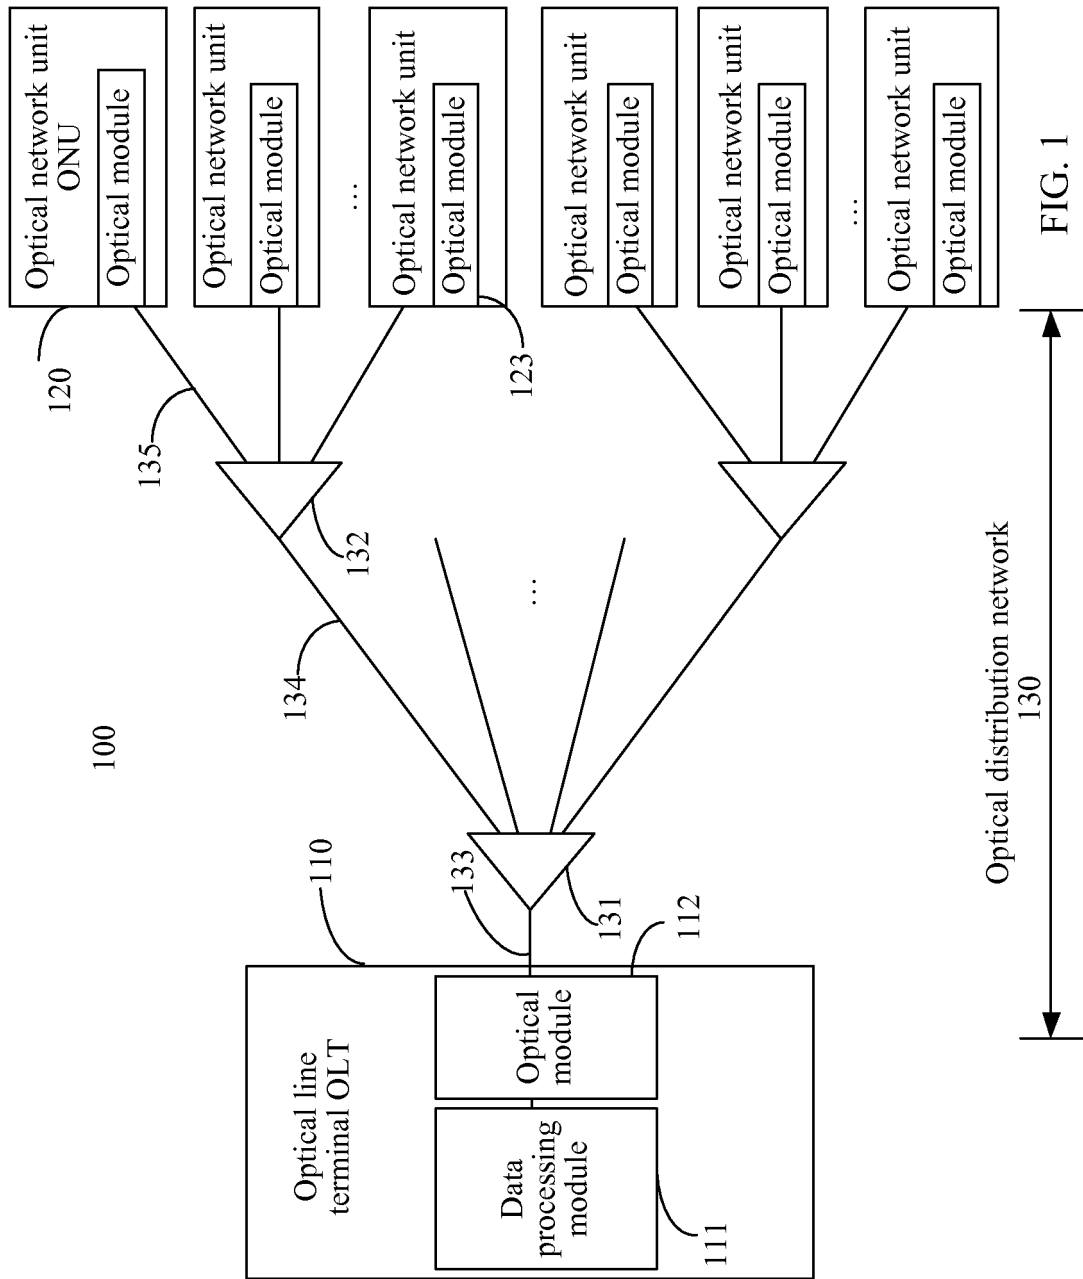 100
110
Optical line
terminal OLT
Data
processing
module
111
Optical
module
112
133
131
134
132
...
135
120
Optical network unit
ONU
Optical module
Optical network unit
Optical module
...
Optical network unit
Optical module
123
Optical network unit
Optical module
Optical network unit
Optical module
...
Optical network unit
Optical module
Optical distribution network
130
FIG. 1